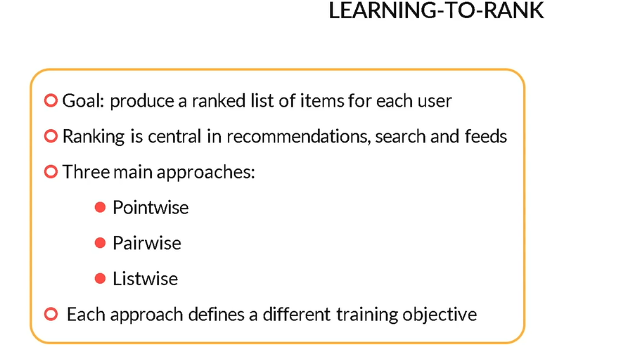 LEARNING-TO-RANK
Goal: produce a ranked list of items for each user
Ranking is central in recommendations, search and feeds
Three main approaches:
Pointwise
Pairwise
Listwise
Each approach defines a different training objective